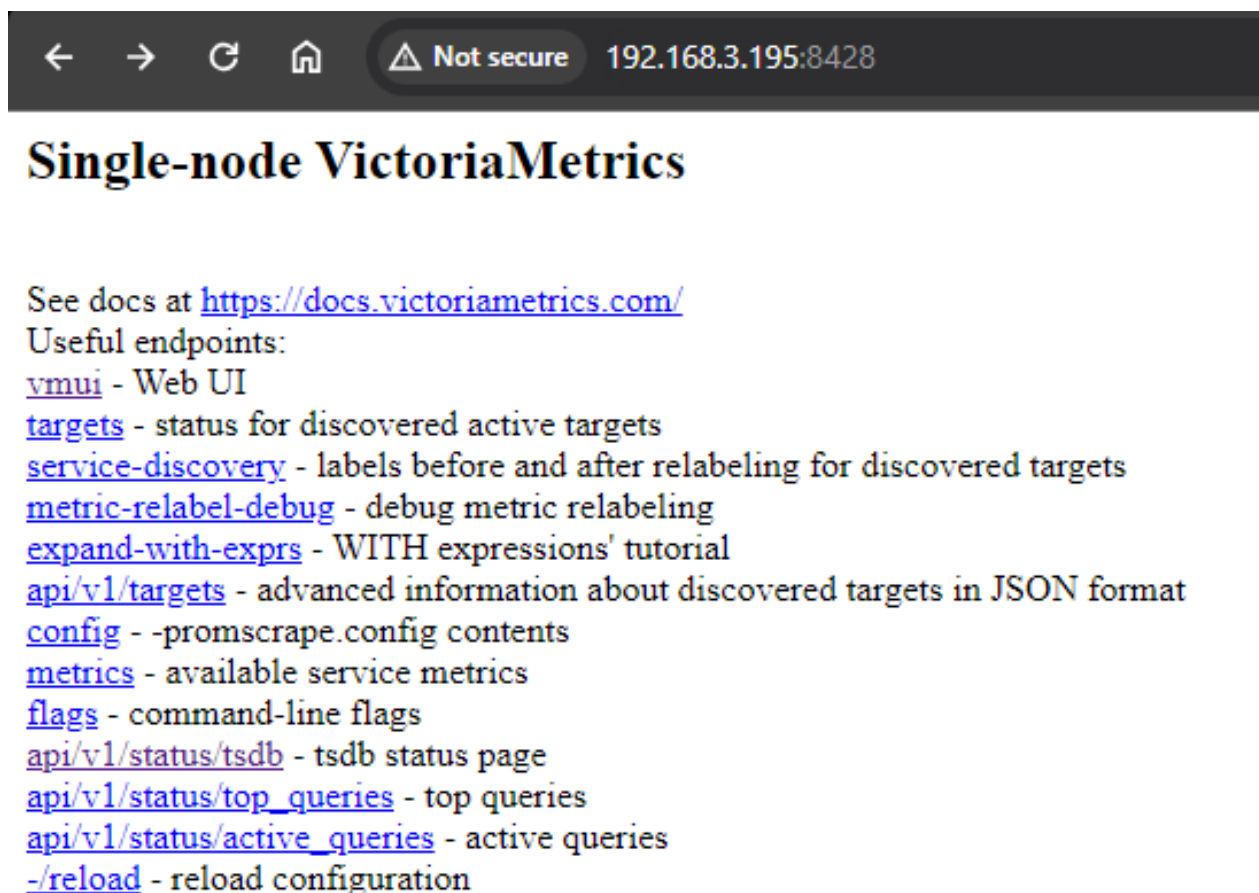 Not secure 192.168.3.195:8428
Single-node VictoriaMetrics
See docs at https://docs.victoriametrics.com/
Useful endpoints:
vmui - Web UI
targets - status for discovered active targets
service-discovery - labels before and after relabeling for discovered targets
metric-relabel-debug - debug metric relabeling
expand-with-exprs - WITH expressions' tutorial
api/v1/targets - advanced information about discovered targets in JSON format
config - -promscrape.config contents
metrics - available service metrics
flags - command-line flags
api/v1/status/tsdb - tsdb status page
api/v1/status/top_queries - top queries
api/v1/status/active_queries - active queries
-/reload - reload configuration